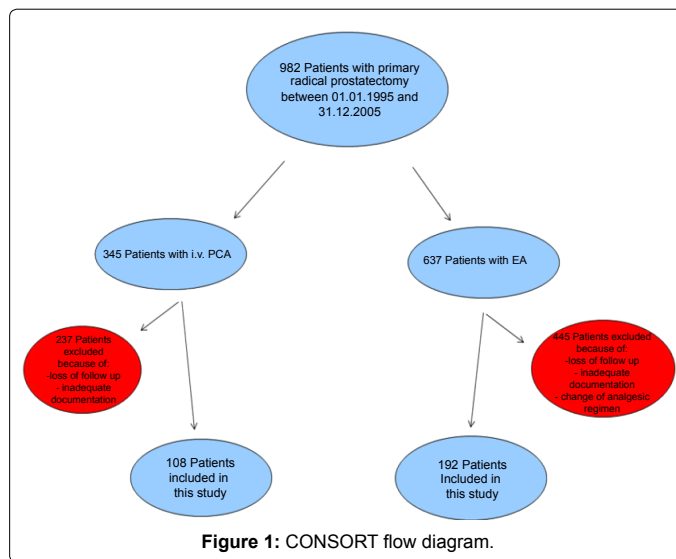 982 Patients with primary
radical prostatectomy
between 01.01.1995 and
31.12.2005
345 Patients with i.v. PCA
637 Patients with EA
237 Patients
excluded
because of:
-loss of follow up
- inadequate
documentation
445 Patients excluded
because of:
-loss of follow up
- inadequate
documentation
- change of analgesic
regimen
108 Patients
included in
this study
192 Patients
Included in
this study
Figure 1: CONSORT flow diagram.